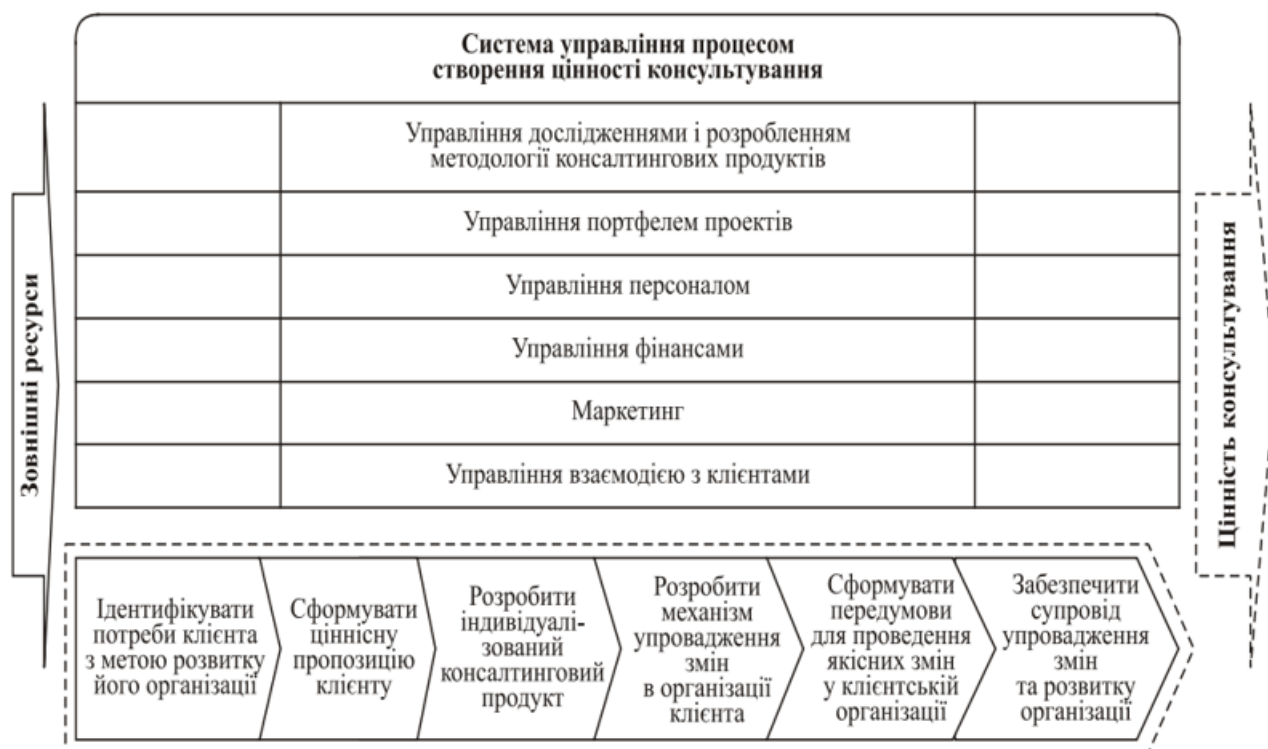 Система управління процесом
створення цінності консультування
Управління дослідженнями і розробленням
методології консалтингових продуктів
Управління портфелем проектів
Управління персоналом
Управління фінансами
Маркетинг
Управління взаємодією з клієнтами
Зовнішні ресурси
Цінність консультування
Ідентифікувати
потреби клієнта
з метою розвитку
його організації
Сформувати
ціннісну
пропозицію
клієнту
Розробити
індивідуалі-
зований
консалтинговий
продукт
Розробити
механізм
упровадження
змін
в організації
клієнта
Сформувати
передумови
для проведення
якісних змін
у клієнтській
організації
Забезпечити
супровід
упровадження
змін
та розвитку
організації